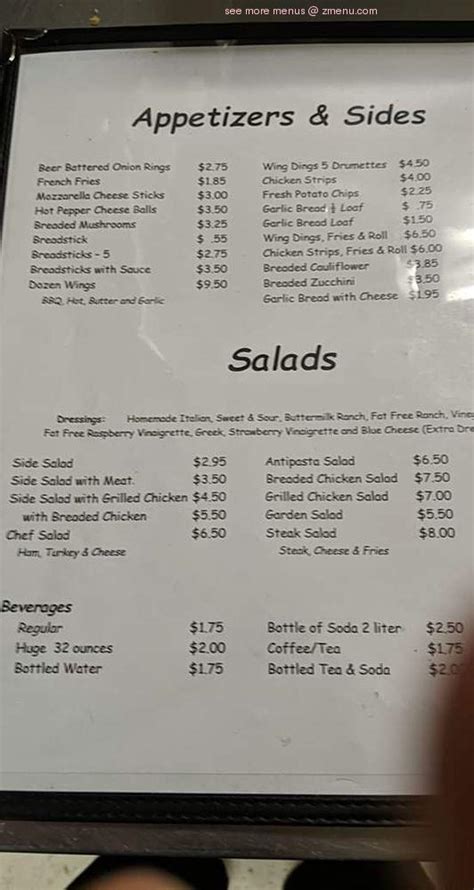 see more menus @ zmenu.com
Appetizers & Sides
Beer Battered Onion Rings $2.75
French Fries $1.85
Mozzarella Cheese Sticks $3.00
Hot Pepper Cheese Balls $3.50
Breaded Mushrooms $3.25
Breadstick $ .55
Breadsticks - 5 $2.75
Breadsticks with Sauce $3.50
Dozen Wings $9.50
BBQ, Hot, Butter and Garlic
Wing Dings 5 Drumettes $4.50
Chicken Strips $4.00
Fresh Potato Chips $2.25
Garlic Bread ½ Loaf $ .75
Garlic Bread Loaf $1.50
Wing Dings, Fries & Roll $6.50
Chicken Strips, Fries & Roll $6.00
Breaded Cauliflower $3.85
Breaded Zucchini $3.50
Garlic Bread with Cheese $1.95
Salads
Dressings: Homemade Italian, Sweet & Sour, Buttermilk Ranch, Fat Free Ranch,
Fat Free Raspberry Vinaigrette, Greek, Strawberry Vinaigrette and Blue Cheese (Extra
Side Salad $2.95
Side Salad with Meat $3.50
Side Salad with Grilled Chicken $4.50
with Breaded Chicken $5.50
Chef Salad $6.50
Ham, Turkey & Cheese
Antipasta Salad $6.50
Breaded Chicken Salad $7.50
Grilled Chicken Salad $7.00
Garden Salad $5.50
Steak Salad $8.00
Steak, Cheese & Fries
Beverages
Regular $1.75
Huge 32 ounces $2.00
Bottled Water $1.75
Bottle of Soda 2 liter $2.50
Coffee/Tea $1.75
Bottled Tea & Soda